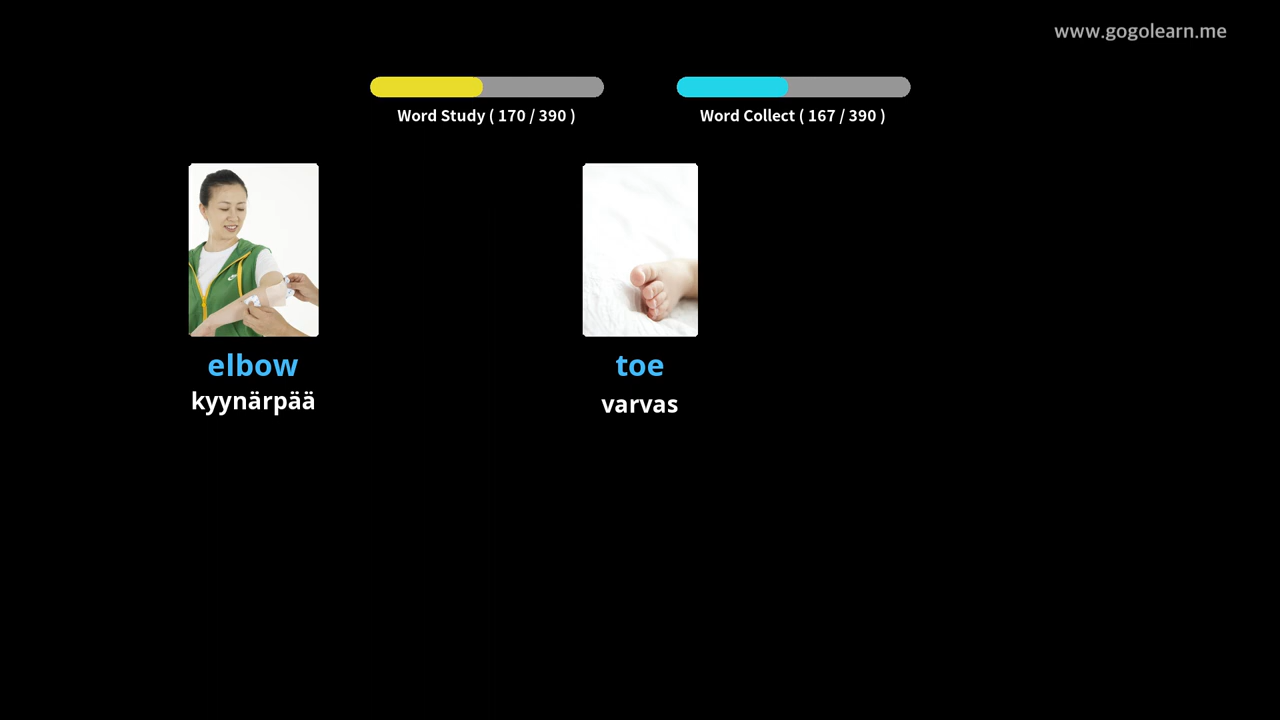 www.gogolearn.me
Word Study ( 170 / 390 )
Word Collect ( 167 / 390 )
elbow
kyynärpää
toe
varvas